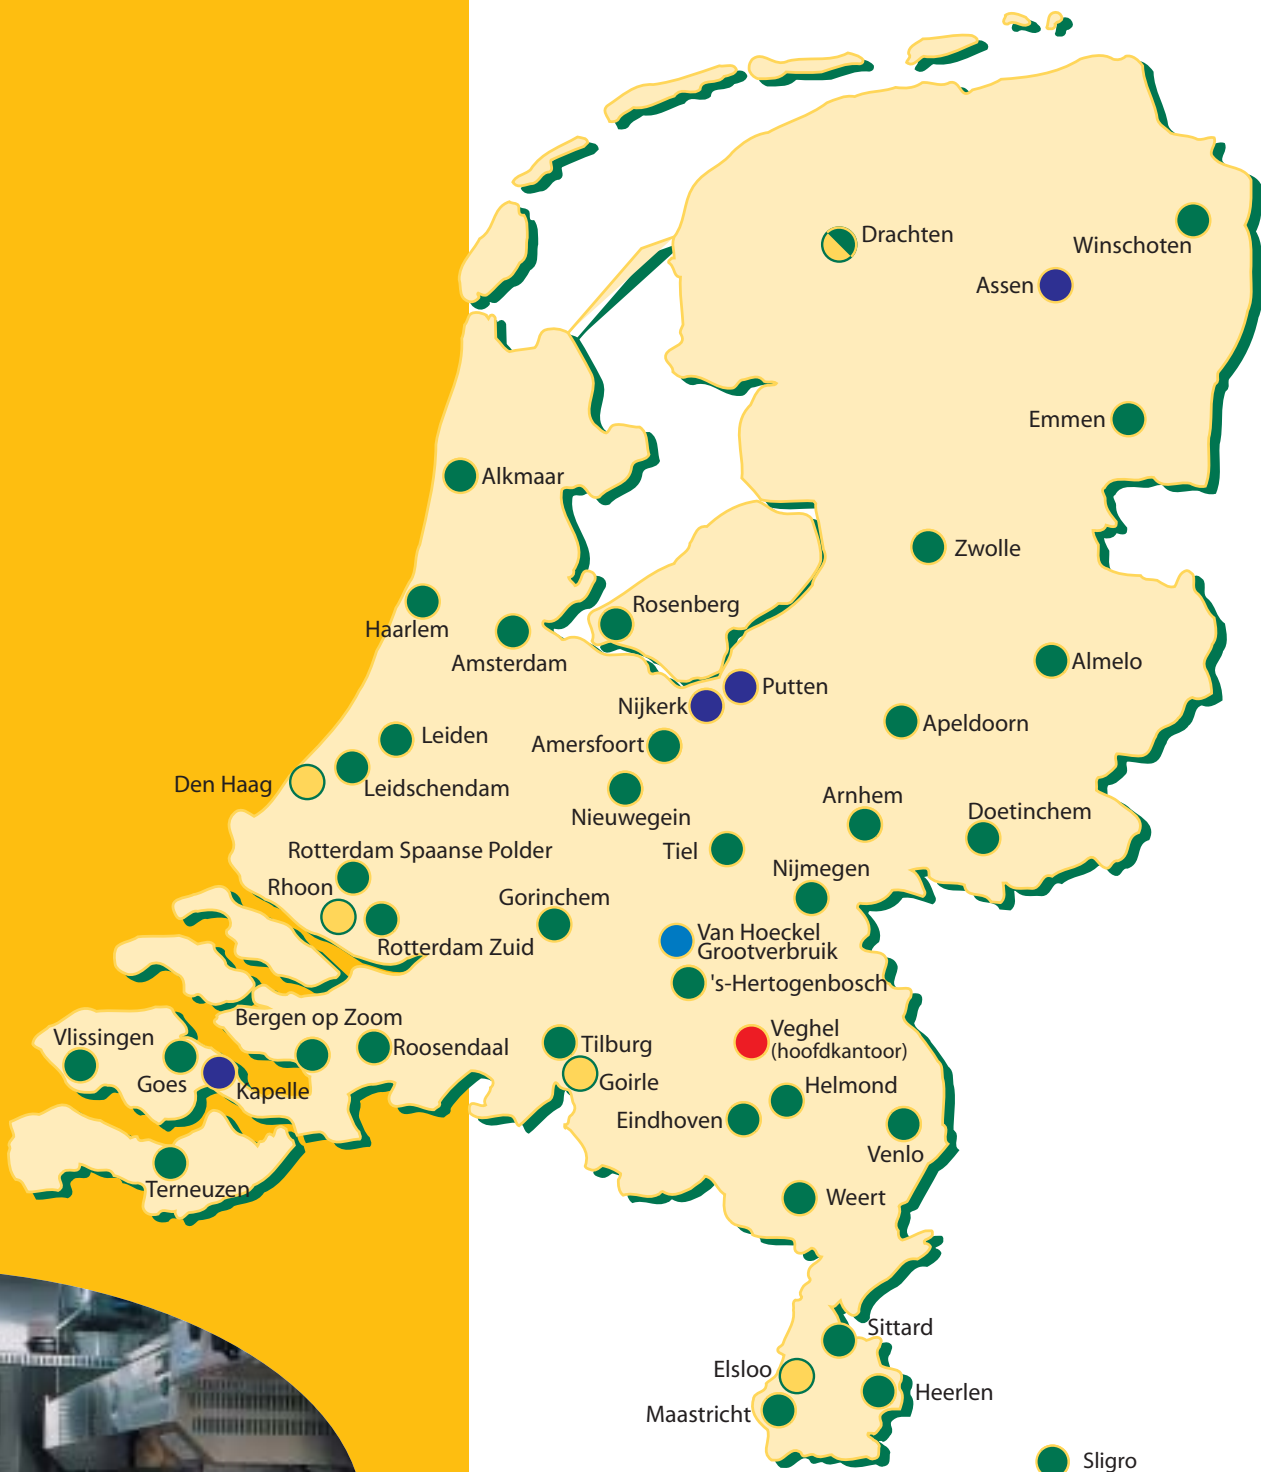 Drachten
Winschoten
Assen
Emmen
Alkmaar
Zwolle
Rosenberg
Haarlem
Amsterdam
Almelo
Putten
Nijkerk
Apeldoorn
Leiden
Amersfoort
Den Haag
Leidschendam
Arnhem
Doetinchem
Nieuwegein
Rotterdam Spaanse Polder
Tiel
Nijmegen
Rhoon
Gorinchem
Rotterdam Zuid
Van Hoeckel
Grootverbruik
's-Hertogenbosch
Bergen op Zoom
Vlissingen
Roosendaal
Tilburg
Veghel
(hoofdkantoor)
Goes
Kapelle
Goirle
Helmond
Eindhoven
Venlo
Terneuzen
Weert
Sittard
Elsloo
Heerlen
Maastricht
Sligro